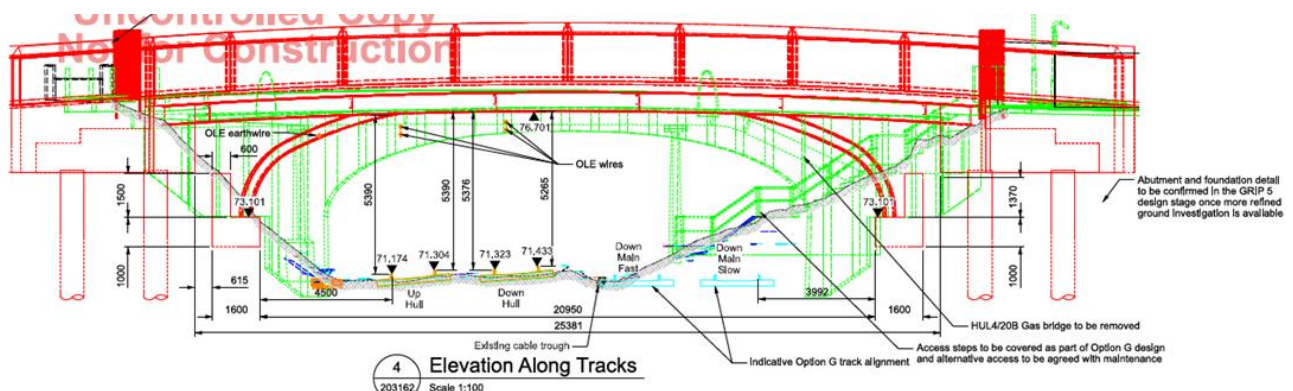 Uncontrolled Copy
Not for Construction
OLE earthwire
600
76.701
OLE wires
5390
5390
5376
5265
1500
73.101
73.101
1370
Abutment and foundation detail
to be confirmed in the GRIP 5
design stage once more refined
ground investigation is available
71.174
71.304
71.323
71.433
Down
Main
Fast
Down
Main
Slow
1000
1000
615
4500
Up
Hull
Down
Hull
3992
1600
20950
1600
25381
HUL4/20B Gas bridge to be removed
Existing cable trough
Indicative Option G track alignment
Access steps to be covered as part of Option G design
and alternative access to be agreed with maintenance
4
203162
Elevation Along Tracks
Scale 1:100